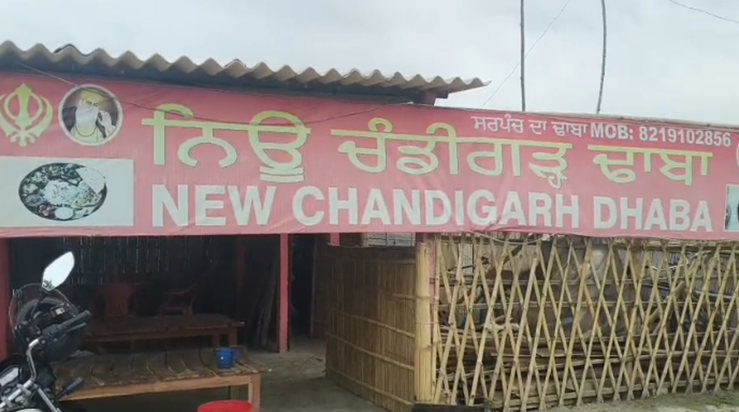 ਸਰਪੰਚ ਦਾ ਢਾਬਾ MOB: 8219102856
ਨਿਊ ਚੰਡੀਗੜ੍ਹ ਢਾਬਾ
NEW CHANDIGARH DHABA